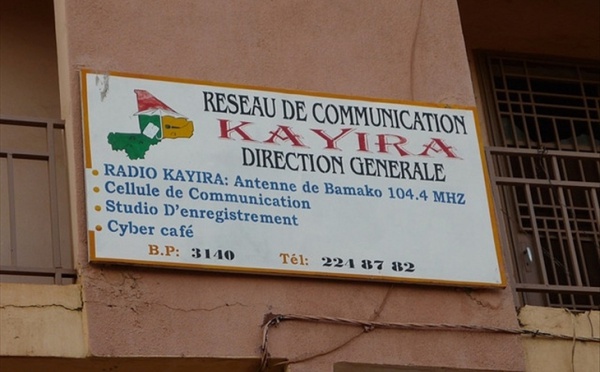 RESEAU DE COMMUNICATION
KAYIRA
DIRECTION GENERALE
• RADIO KAYIRA: Antenne de Bamako 104.4 MHZ
• Cellule de Communication
• Studio D'enregistrement
• Cyber café
B.P: 3140 Tél: 224 87 82